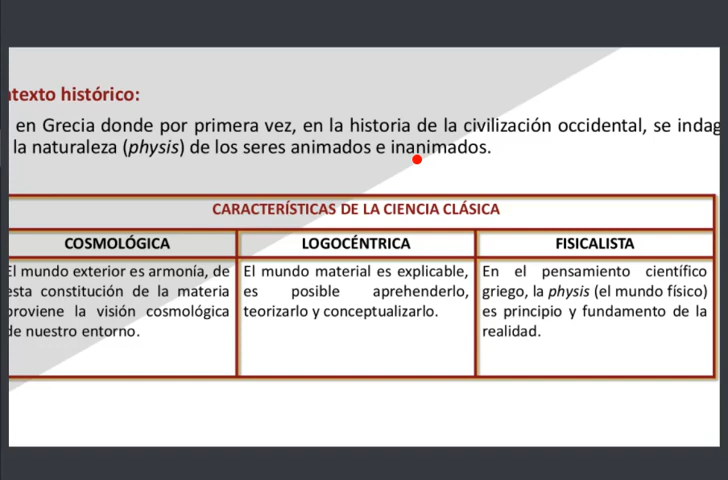 ntexto histórico:
en Grecia donde por primera vez, en la historia de la civilización occidental, se indag
la naturaleza (physis) de los seres animados e inanimados.
CARACTERÍSTICAS DE LA CIENCIA CLÁSICA
COSMOLÓGICA
El mundo exterior es armonía, de
esta constitución de la materia
proviene la visión cosmológica
de nuestro entorno.
LOGOCÉNTRICA
El mundo material es explicable,
es posible aprehenderlo,
teorizarlo y conceptualizarlo.
FISICALISTA
En el pensamiento científico
griego, la physis (el mundo físico)
es principio y fundamento de la
realidad.